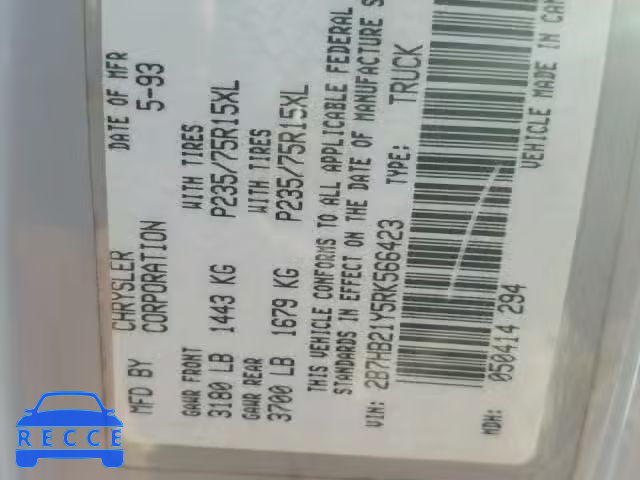 MFD BY CHRYSLER CORPORATION DATE OF MFR 5-93
GAWR FRONT WITH TIRES
3180 LB 1443 KG P235/75R15XL
GAWR REAR WITH TIRES
3700 LB 1679 KG P235/75R15XL
THIS VEHICLE CONFORMS TO ALL APPLICABLE FEDERAL
STANDARDS IN EFFECT ON THE DATE OF MANUFACTURE S
VIN: 2B7HB21Y5RK566423 TYPE: TRUCK
MDH: 050414 294 VEHICLE MADE IN CAN
RECCE